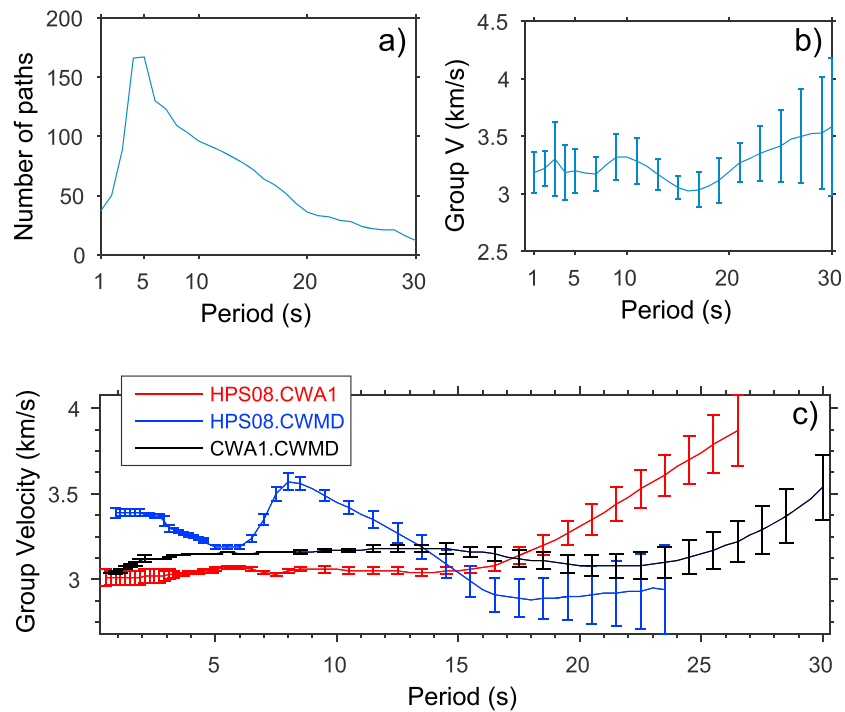 a)
200
150
100
50
0
Number of paths
1 5 10 20 30
Period (s)
b)
4.5
4
3.5
3
2.5
Group V (km/s)
1 5 10 20 30
Period (s)
c)
HPS08.CWA1
HPS08.CWMD
CWA1.CWMD
4
3.5
3
Group Velocity (km/s)
5 10 15 20 25 30
Period (s)